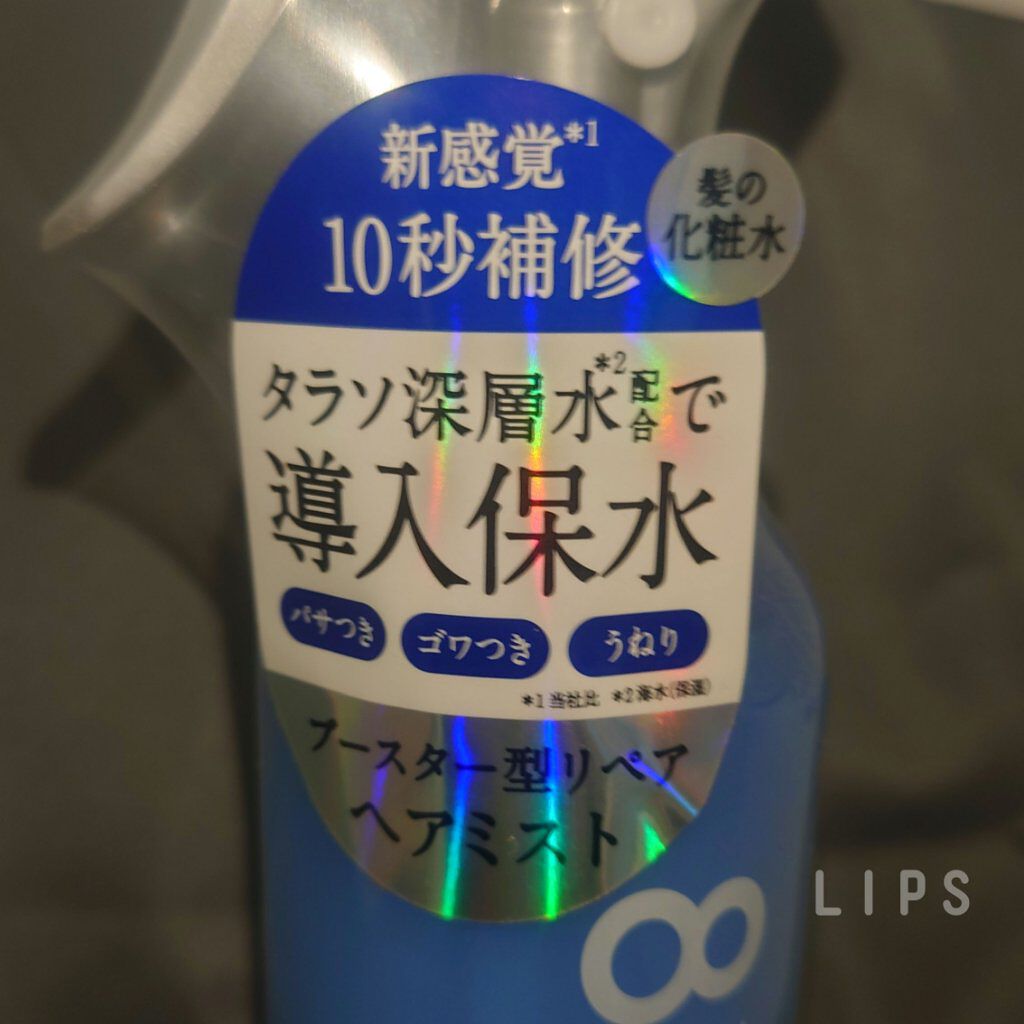 新感覚*1
10秒補修
髪の
化粧水
タラソ深層水*2配合で
導入保水
パサつき ゴワつき うねり
*1当社比 *2海水(保湿)
ブースター型リペア
ヘアミスト
8
LIPS